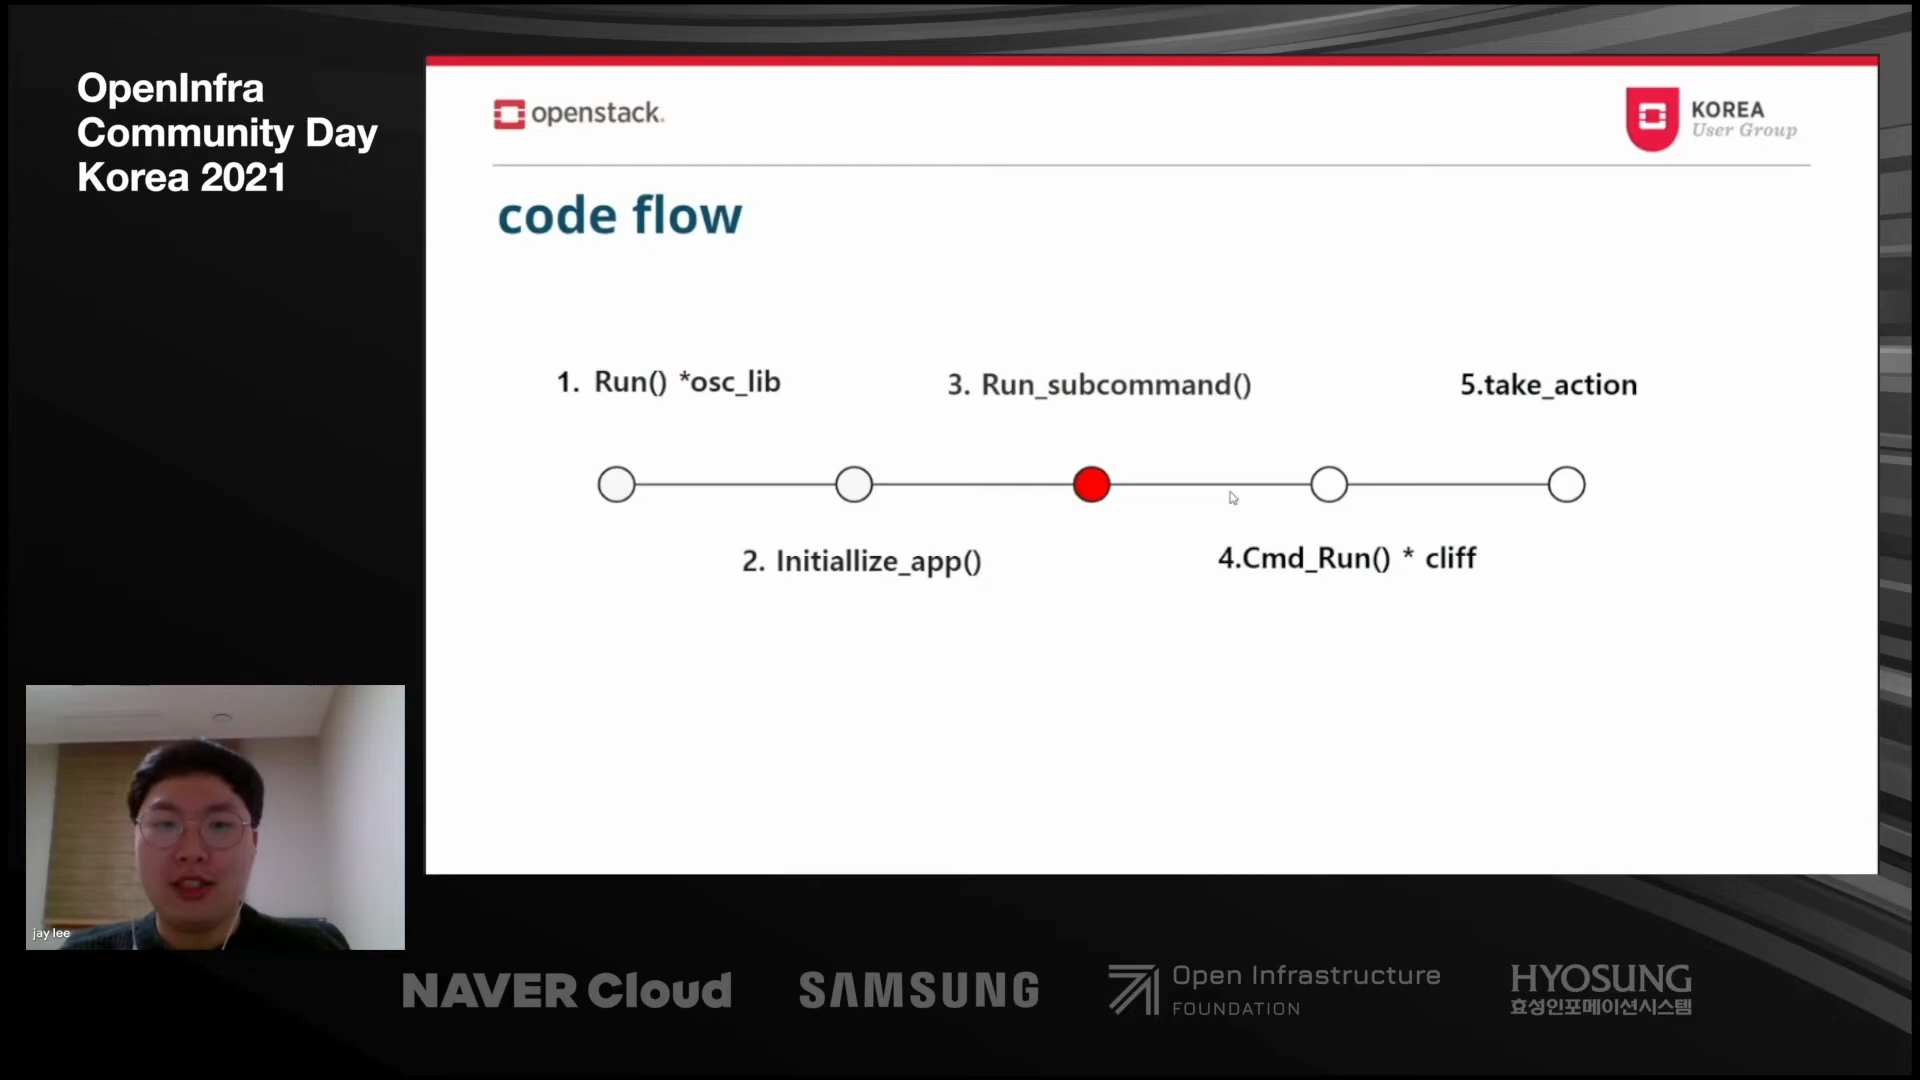 OpenInfra
Community Day
Korea 2021
openstack.
KOREA
User Group
code flow
1. Run() *osc_lib
3. Run_subcommand()
5.take_action
2. Initiallize_app()
4.Cmd_Run() * cliff
jay lee
NAVER Cloud
SAMSUNG
Open Infrastructure
FOUNDATION
HYOSUNG
효성인포메이션시스템